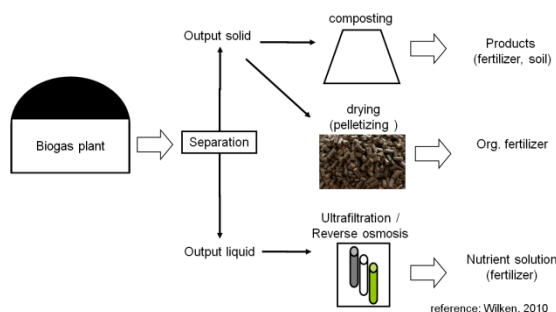 composting
Output solid
Products
(fertilizer, soil)
drying
(pelletizing )
Biogas plant
Separation
Org. fertilizer
Ultrafiltration /
Reverse osmosis
Output liquid
Nutrient solution
(fertilizer)
reference: Wilken, 2010